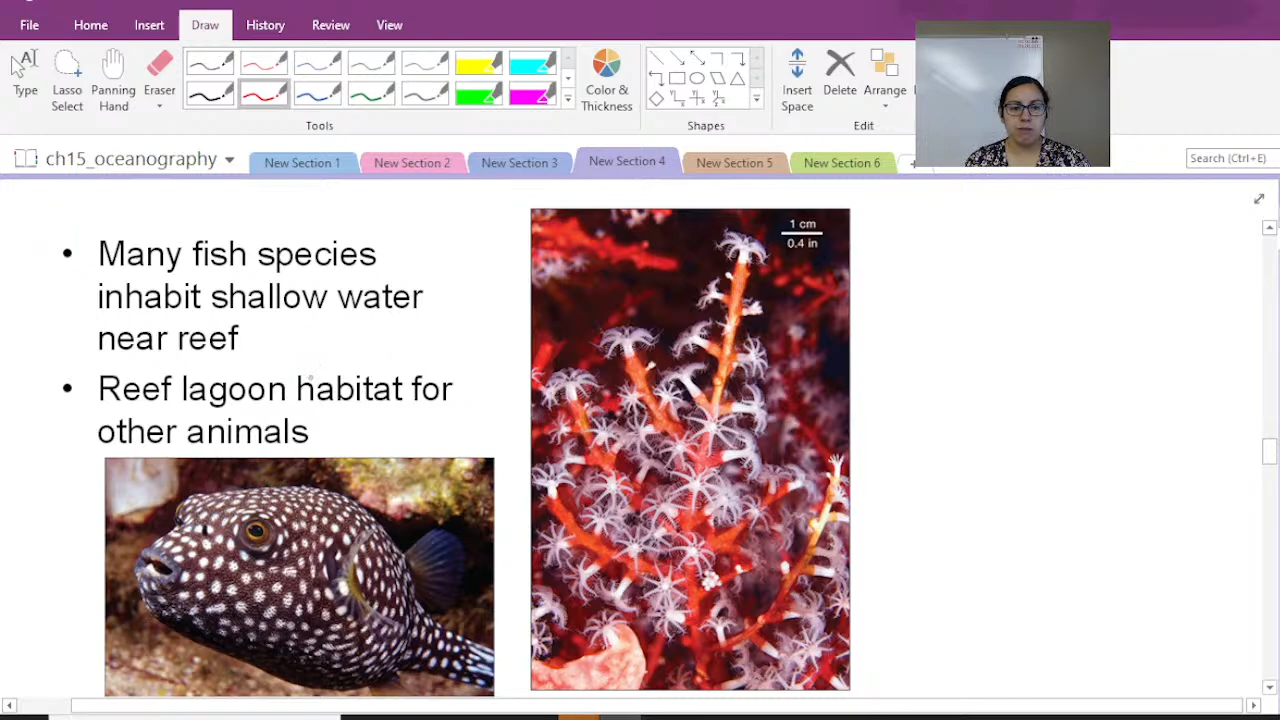 File Home Insert Draw History Review View
Type
Lasso
Select
Panning
Hand
Eraser
Color &
Thickness
Insert
Space
Delete
Arrange
Tools
Shapes
Edit
ch15_oceanography
New Section 1
New Section 2
New Section 3
New Section 4
New Section 5
New Section 6
Search (Ctrl+E)
• Many fish species
inhabit shallow water
near reef
• Reef lagoon habitat for
other animals
1 cm
0.4 in